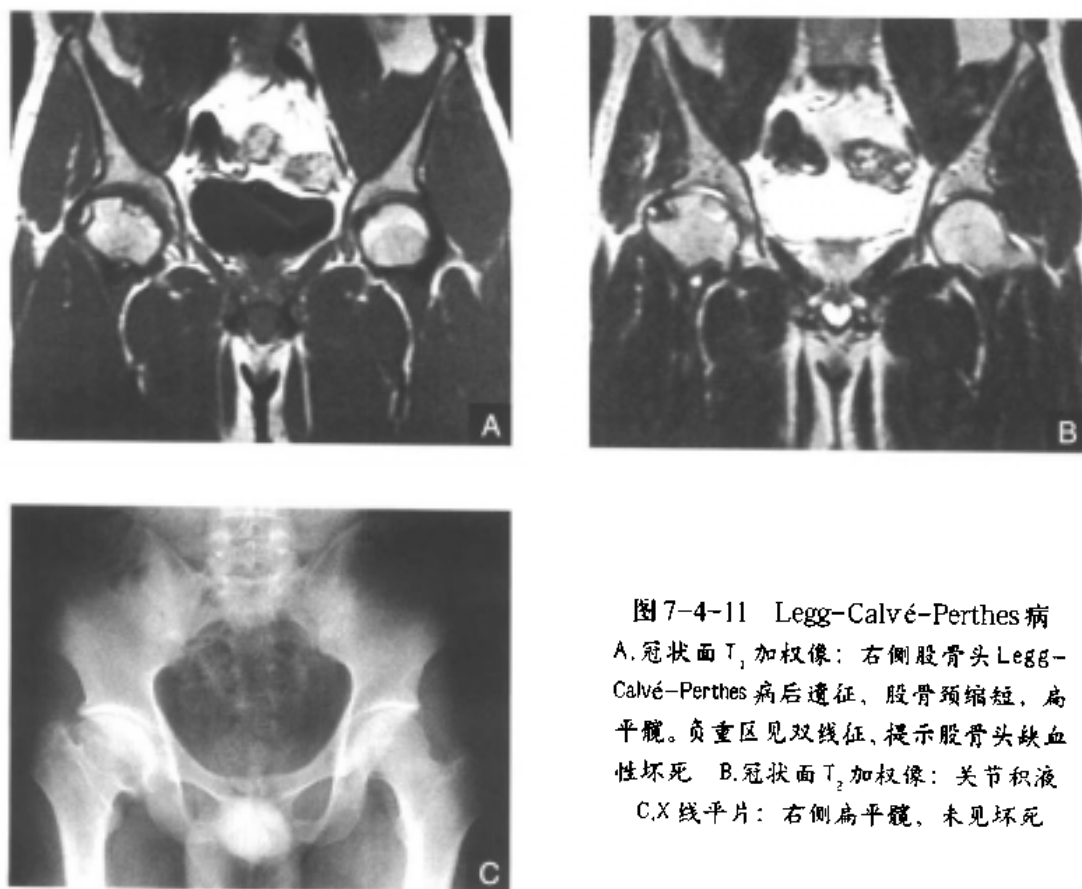 A
B
C
图 7-4-11 Legg-Calvé-Perthes 病
A.冠状面 T₁ 加权像：右侧股骨头 Legg-
Calvé-Perthes 病后遗征，股骨颈缩短，扁
平髋。负重区见双线征，提示股骨头缺血
性坏死 B.冠状面 T₂ 加权像：关节积液
C.X 线平片：右侧扁平髋，未见坏死